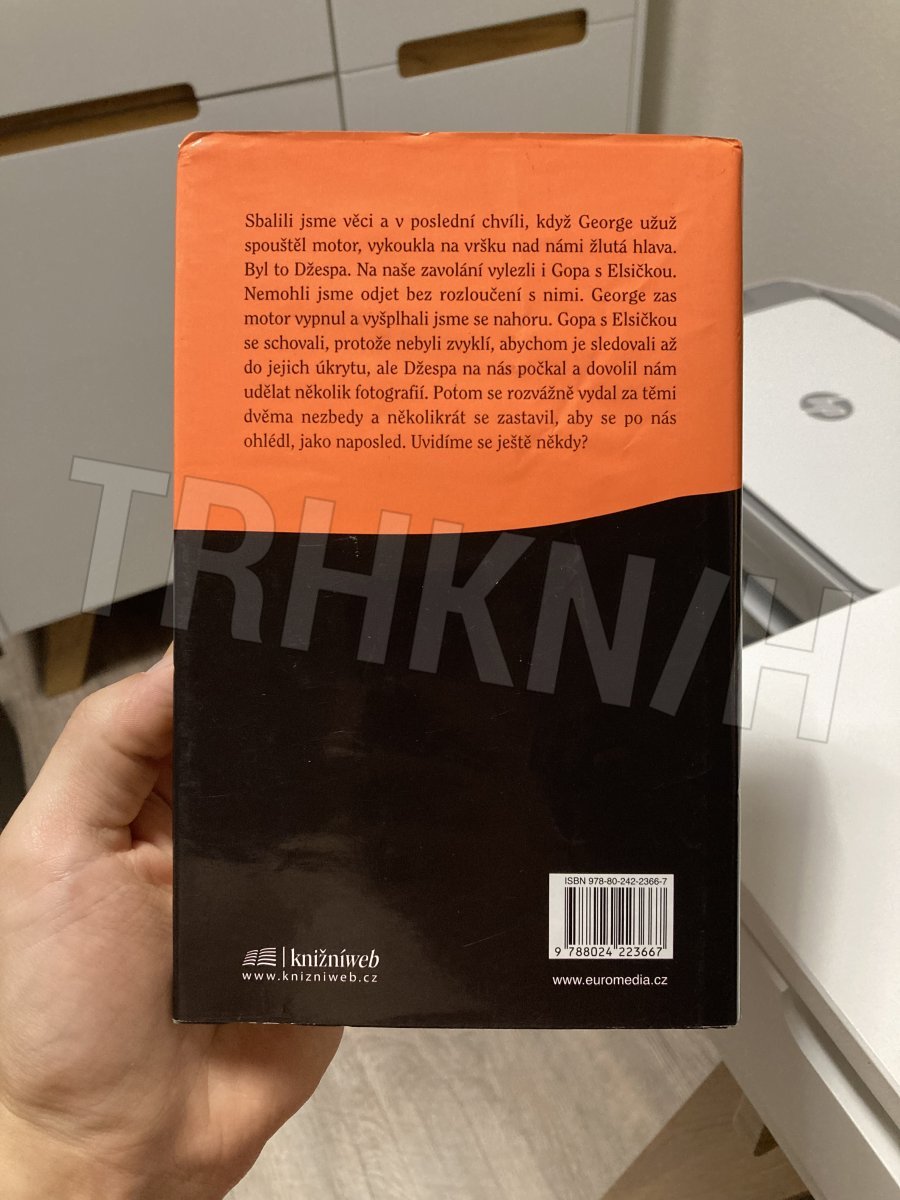 Sbalili jsme věci a v poslední chvíli, když George užuž
spouštěl motor, vykoukla na vršku nad námi žlutá hlava.
Byl to Džespa. Na naše zavolání vylezli i Gopa s Elsičkou.
Nemohli jsme odjet bez rozloučení s nimi. George zas
motor vypnul a vyšplhali jsme se nahoru. Gopa s Elsičkou
se schovali, protože nebyli zvyklí, abychom je sledovali až
do jejich úkrytu, ale Džespa na nás počkal a dovolil nám
udělat několik fotografií. Potom se rozvážně vydal za těmi
dvěma nezbedy a několikrát se zastavil, aby se po nás
ohlédl, jako naposled. Uvidíme se ještě někdy?
TRHKNIH
ISBN 978-80-242-2366-7
9 788024 223667
knižníweb
www.knizniweb.cz
www.euromedia.cz
hp